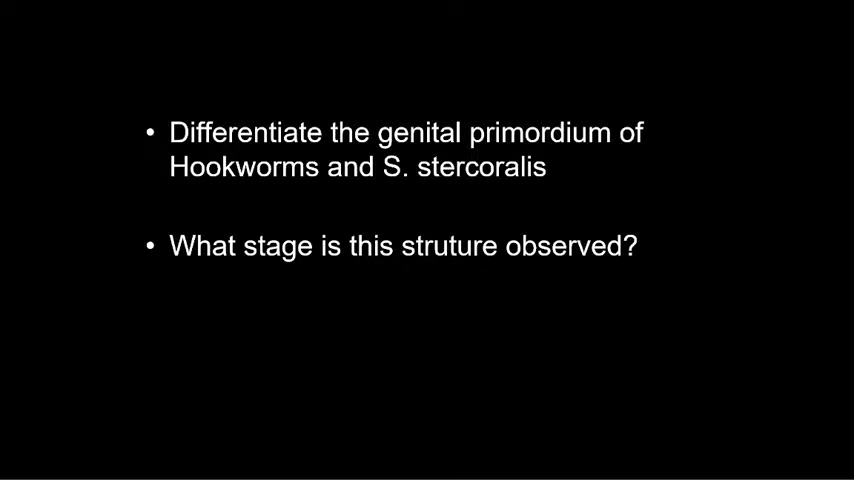 • Differentiate the genital primordium of
Hookworms and S. stercoralis
• What stage is this struture observed?